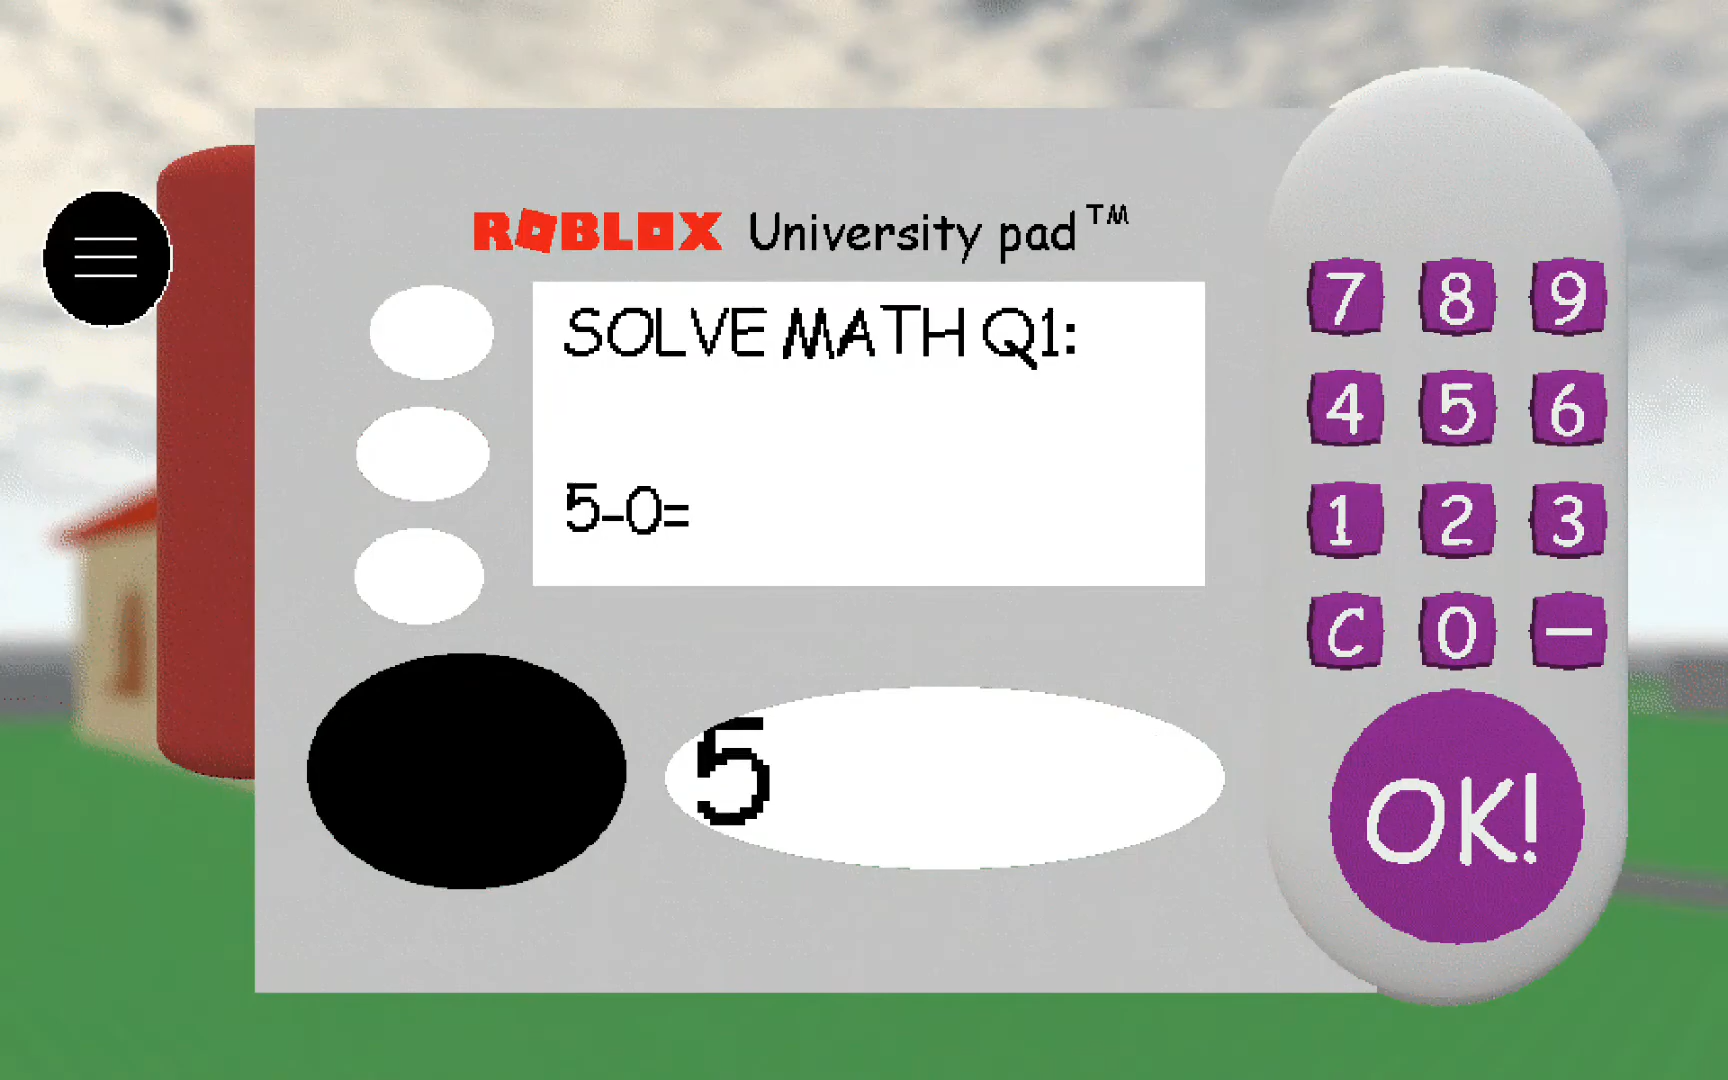 ROBLOX University pad™
SOLVE MATH Q1:
5-0=
5
7 8 9
4 5 6
1 2 3
C 0 –
OK!